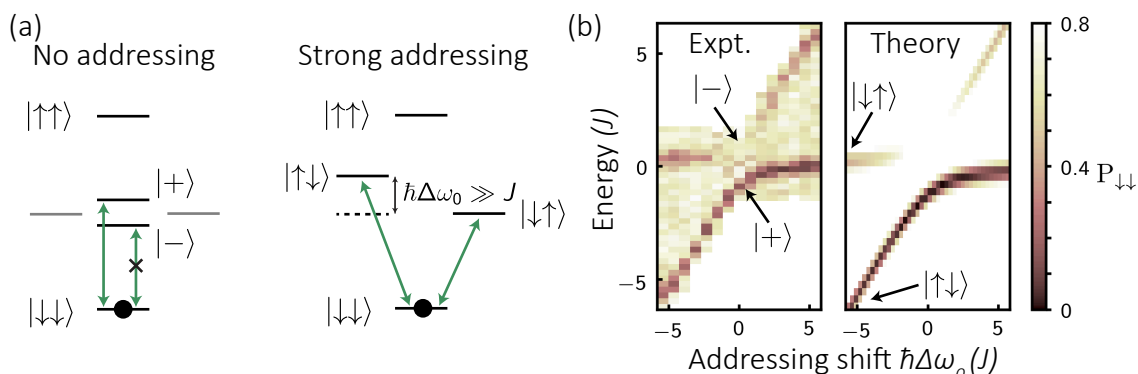 (a)
No addressing
Strong addressing
|↑↑⟩
|+⟩
|−⟩
|↓↓⟩
|↑↑⟩
|↑↓⟩
ħΔω₀ ≫ J
|↓↑⟩
|↓↓⟩
(b)
Expt.
Theory
|−⟩
|+⟩
|↓↑⟩
|↑↓⟩
Energy (J)
5
0
−5
−5 0 5
−5 0 5
Addressing shift ħΔω₀(J)
0.8
0.4
0
P↓↓